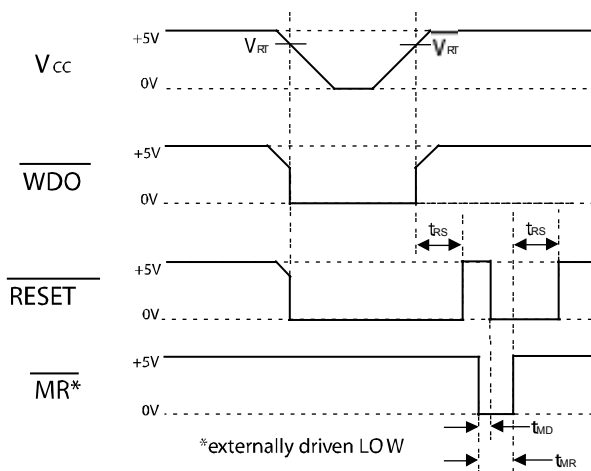 +5V
VRT
VRT
VCC
0V
+5V
WDO
0V
tRS
tRS
+5V
RESET
0V
+5V
MR*
0V
*externally driven LOW
tMD
tMR